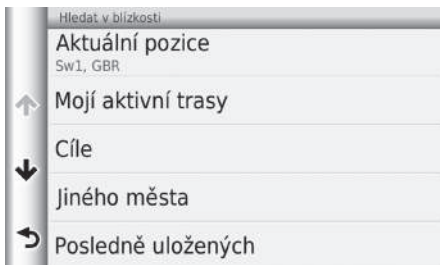 Hledat v blízkosti
Aktuální pozice
Sw1, GBR
Mojí aktivní trasy
Cíle
Jiného města
Posledně uložených